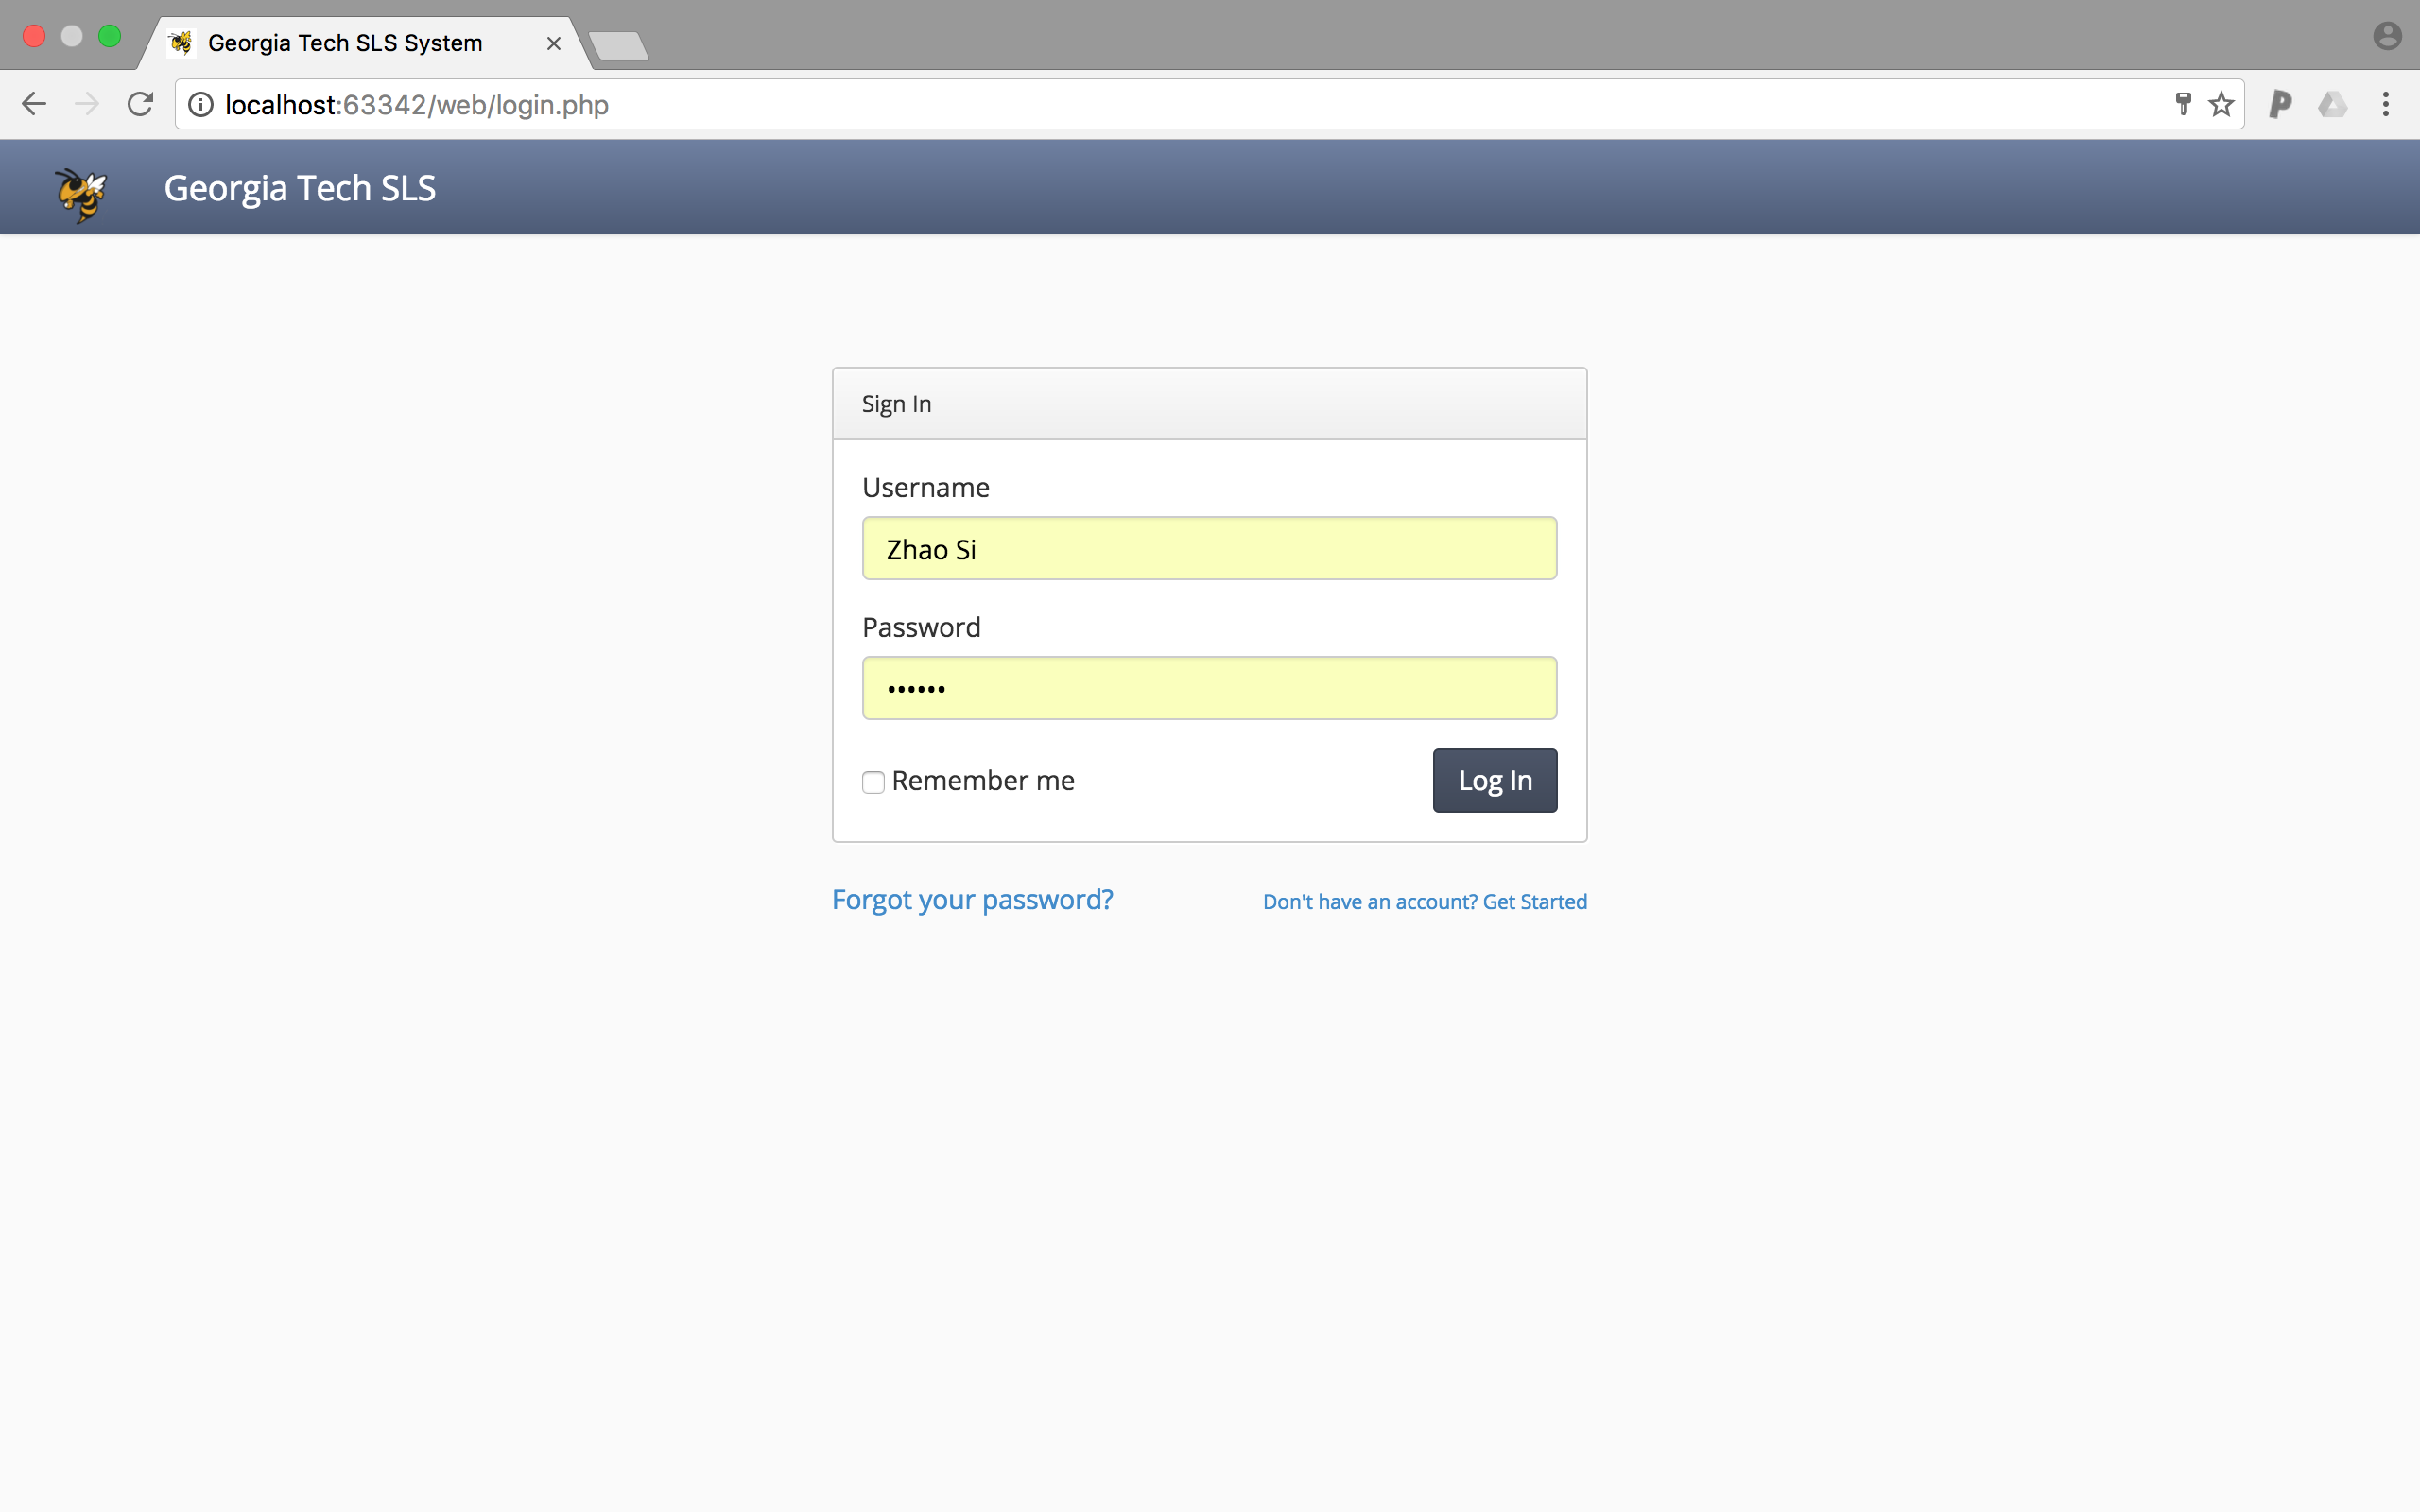 Georgia Tech SLS System
localhost:63342/web/login.php
Georgia Tech SLS
Sign In
Username
Zhao Si
Password
••••••
Remember me
Log In
Forgot your password?
Don't have an account? Get Started